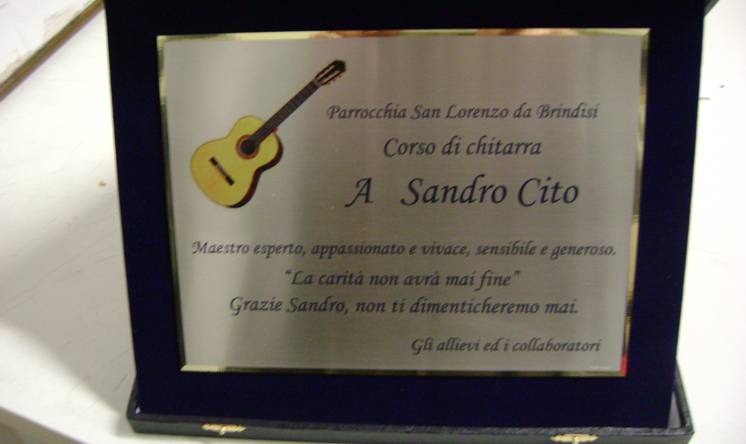 Parrocchia San Lorenzo da Brindisi
Corso di chitarra
A Sandro Cito
Maestro esperto, appassionato e vivace, sensibile e generoso.
"La carità non avrà mai fine"
Grazie Sandro, non ti dimenticheremo mai.
Gli allievi ed i collaboratori